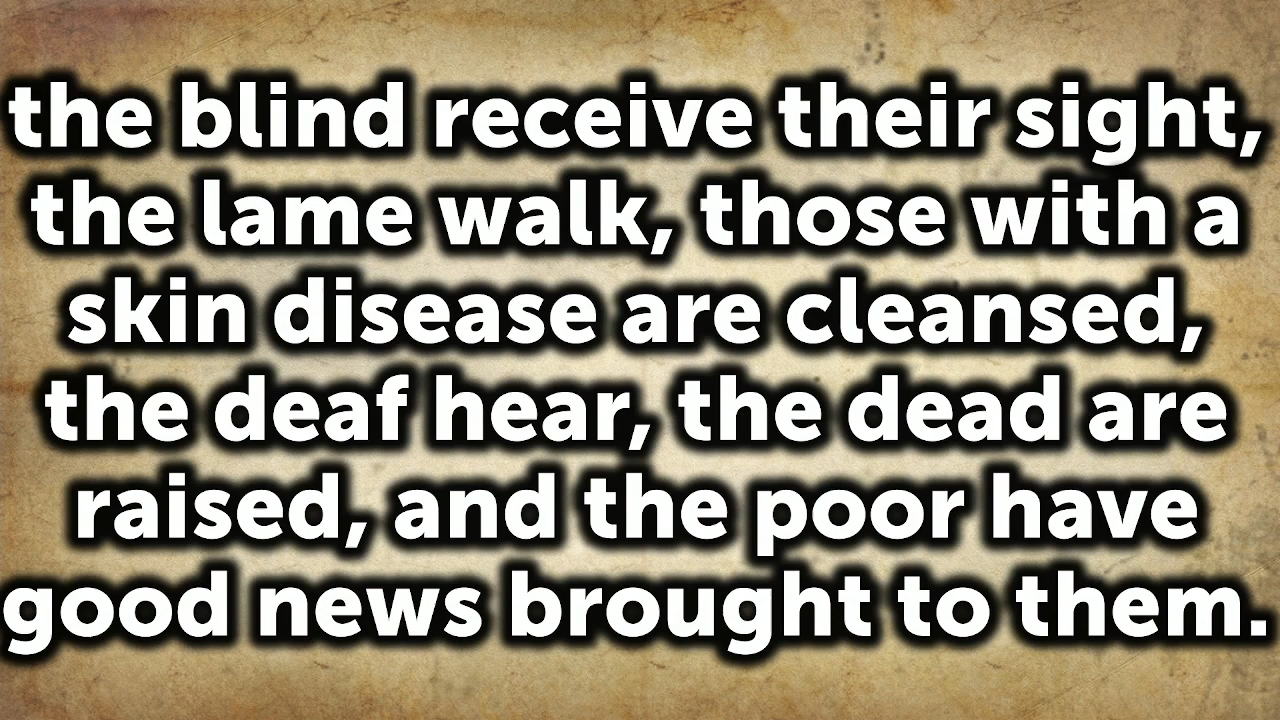 the blind receive their sight,
the lame walk, those with a
skin disease are cleansed,
the deaf hear, the dead are
raised, and the poor have
good news brought to them.